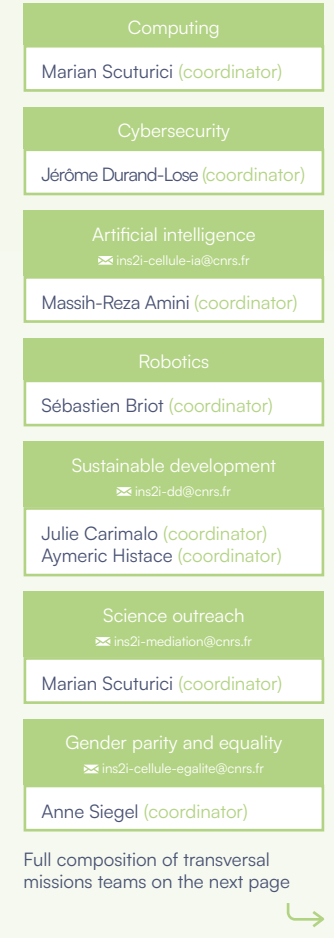 Computing
Marian Scuturici (coordinator)
Cybersecurity
Jérôme Durand-Lose (coordinator)
Artificial intelligence
ins2i-cellule-ia@cnrs.fr
Massih-Reza Amini (coordinator)
Robotics
Sébastien Briot (coordinator)
Sustainable development
ins2i-dd@cnrs.fr
Julie Carimalo (coordinator)
Aymeric Histace (coordinator)
Science outreach
ins2i-mediation@cnrs.fr
Marian Scuturici (coordinator)
Gender parity and equality
ins2i-cellule-egalite@cnrs.fr
Anne Siegel (coordinator)
Full composition of transversal
missions teams on the next page